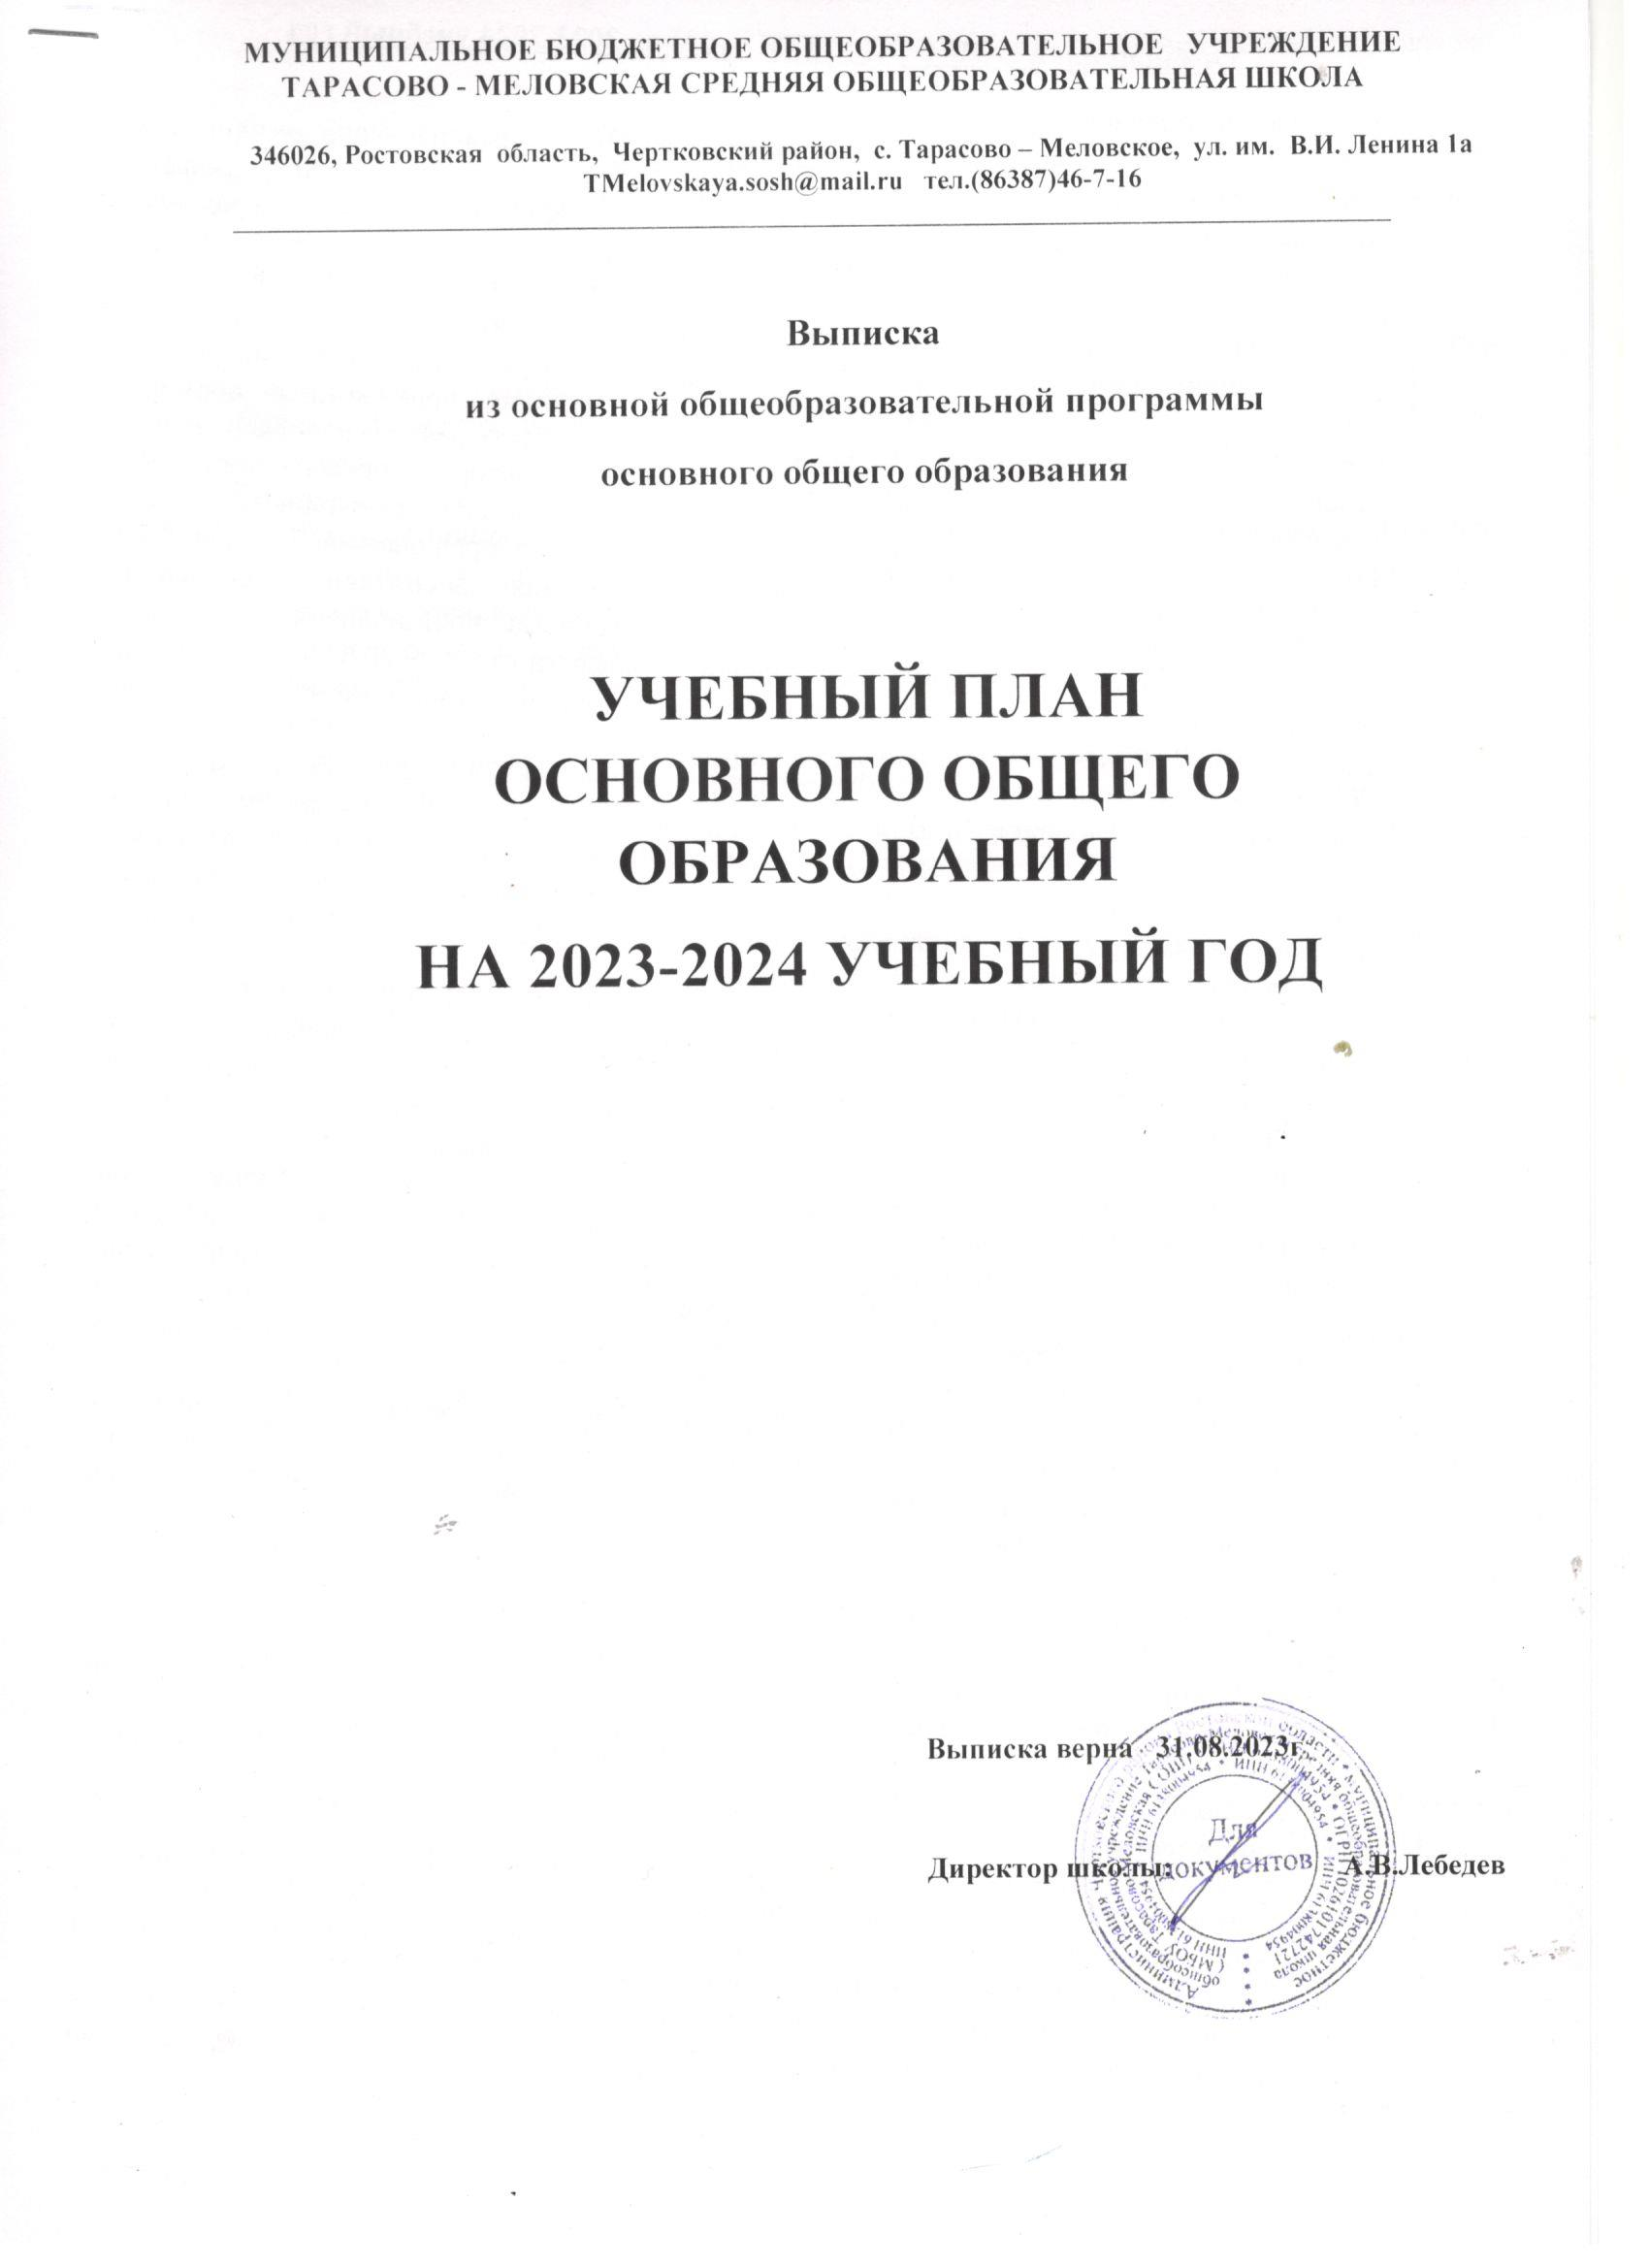 МУНИЦИПАЛЬНОЕ БЮДЖЕТНОЕ ОБЩЕОБРАЗОВАТЕЛЬНОЕ УЧРЕЖДЕНИЕ
ТАРАСОВО - МЕЛОВСКАЯ СРЕДНЯЯ ОБЩЕОБРАЗОВАТЕЛЬНАЯ ШКОЛА
346026, Ростовская область, Чертковский район, с. Тарасово – Меловское, ул. им. В.И. Ленина 1а
TMelovskaya.sosh@mail.ru тел.(86387)46-7-16
Выписка
из основной общеобразовательной программы
основного общего образования
УЧЕБНЫЙ ПЛАН
ОСНОВНОГО ОБЩЕГО
ОБРАЗОВАНИЯ
НА 2023-2024 УЧЕБНЫЙ ГОД
Выписка верна 31.08.2023г
Директор школы: А.В.Лебедев
Для
документов